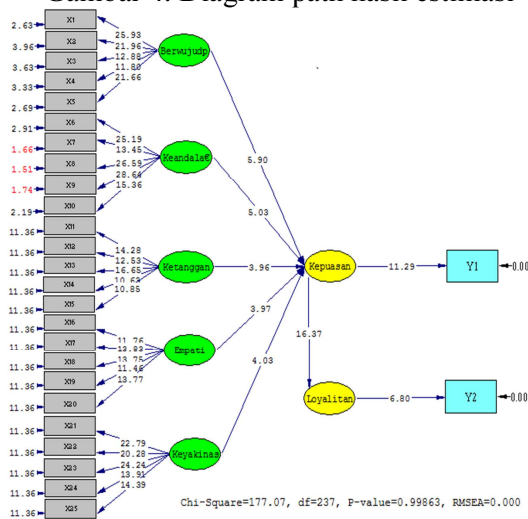 Gambar 4. Diagram path hasil estimasi
2.63 X1
3.96 X2
3.63 X3
3.33 X4
2.69 X5
2.91 X6
1.66 X7
1.51 X8
1.74 X9
2.19 X10
11.36 X11
11.36 X12
11.36 X13
11.36 X14
11.36 X15
11.36 X16
11.36 X17
11.36 X18
11.36 X19
11.36 X20
11.36 X21
11.36 X22
11.36 X23
11.36 X24
11.36 X25
25.93
21.96
12.88
11.80
21.66
Berwujudp
25.19
13.45
26.59
28.64
15.36
Keandala€
14.28
12.53
16.65
10.85
Ketanggan
11.76
13.75
11.46
13.77
Empati
22.79
20.28
24.24
13.91
14.39
Keyakinas
5.90
5.03
3.96
3.97
4.03
Kepuasan
11.29
Y1
0.00
16.37
Loyalitan
6.80
Y2
0.00
Chi-Square=177.07, df=237, P-value=0.99863, RMSEA=0.000